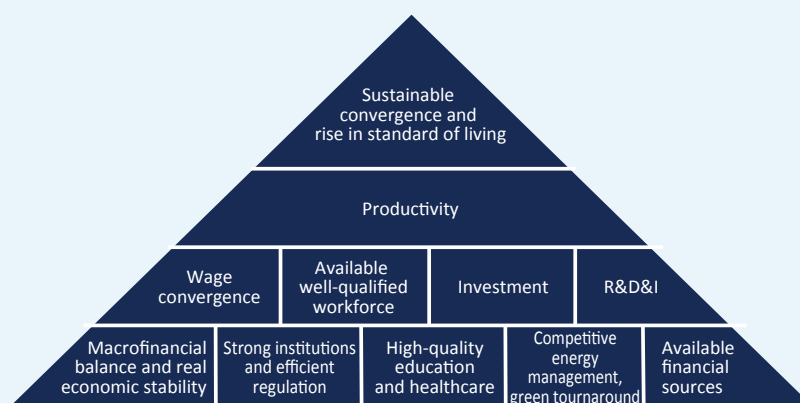 Sustainable
convergence and
rise in standard of living
Productivity
Wage
convergence
Available
well-qualified
workforce
Investment
R&D&I
Macrofinancial
balance and real
economic stability
Strong institutions
and efficient
regulation
High-quality
education
and healthcare
Competitive
energy
management,
green tournaround
Available
financial
sources